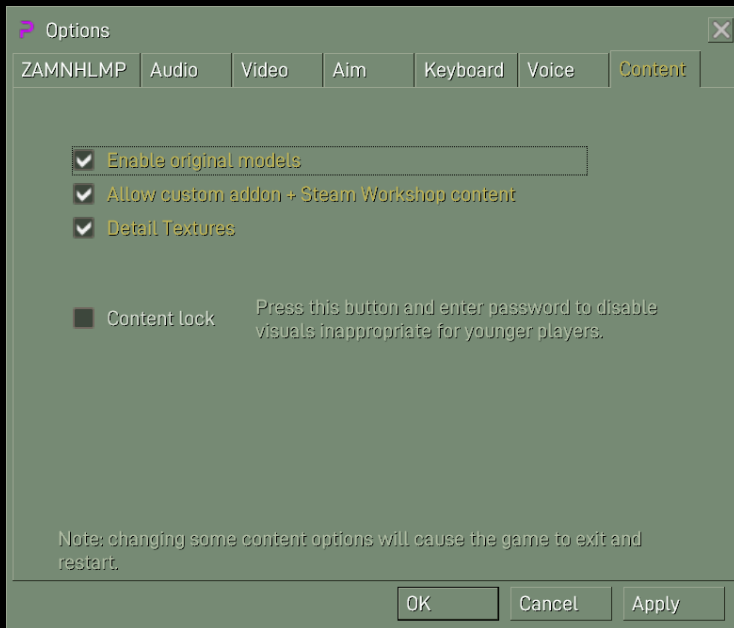 Options
ZAMNHLMP Audio Video Aim Keyboard Voice Content
Enable original models
Allow custom addon + Steam Workshop content
Detail Textures
Content lock
Press this button and enter password to disable
visuals inappropriate for younger players.
Note: changing some content options will cause the game to exit and
restart.
OK Cancel Apply